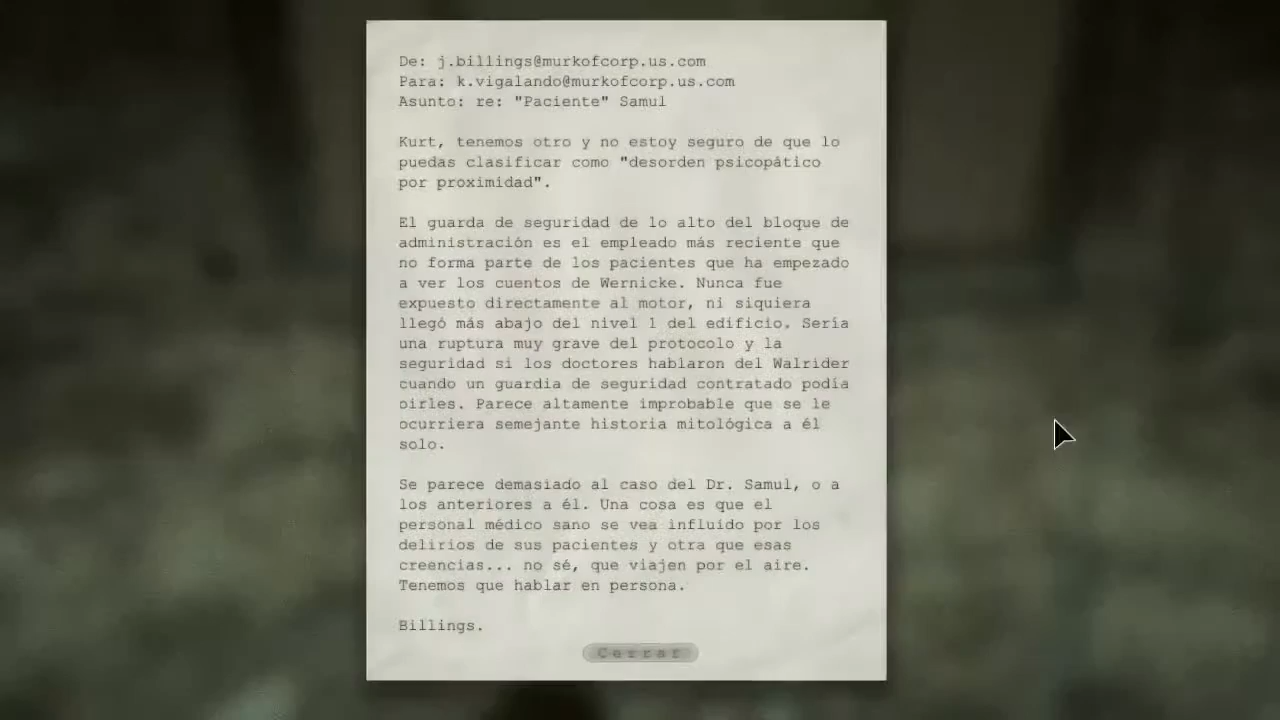 De: j.billings@murkofcorp.us.com
Para: k.vigalando@murkofcorp.us.com
Asunto: re: "Paciente" Samul
Kurt, tenemos otro y no estoy seguro de que lo
puedas clasificar como "desorden psicopático
por proximidad".
El guarda de seguridad de lo alto del bloque de
administración es el empleado más reciente que
no forma parte de los pacientes que ha empezado
a ver los cuentos de Wernicke. Nunca fue
expuesto directamente al motor, ni siquiera
llegó más abajo del nivel 1 del edificio. Sería
una ruptura muy grave del protocolo y la
seguridad si los doctores hablaron del Walrider
cuando un guardia de seguridad contratado podía
oirles. Parece altamente improbable que se le
ocurriera semejante historia mitológica a él
solo.
Se parece demasiado al caso del Dr. Samul, o a
los anteriores a él. Una cosa es que el
personal médico sano se vea influido por los
delirios de sus pacientes y otra que esas
creencias... no sé, que viajen por el aire.
Tenemos que hablar en persona.
Billings.
Cerrar